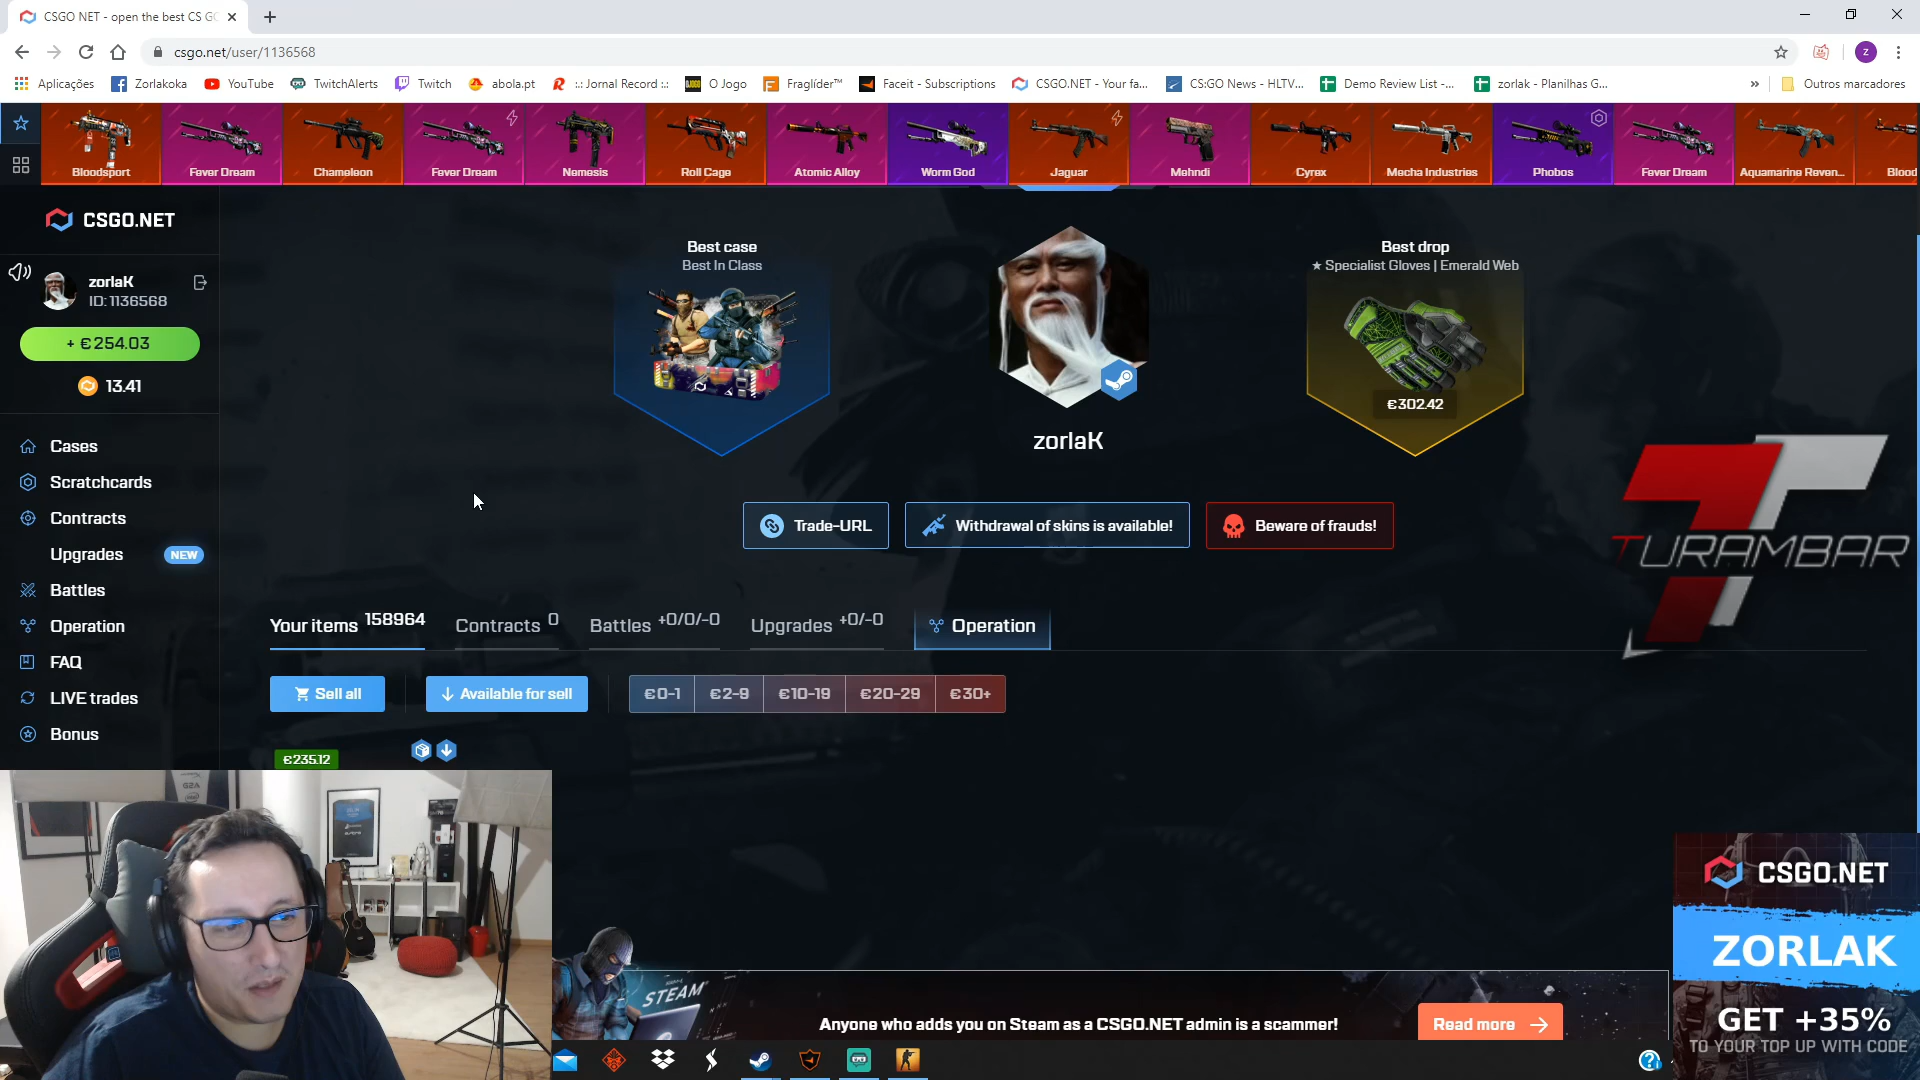 CSGO NET - open the best CS GO
csgo.net/user/1136568
Aplicações
Zorlakoka
YouTube
TwitchAlerts
Twitch
abola.pt
.:: Jornal Record ::.
O Jogo
Fraglíder™
Faceit - Subscriptions
CSGO.NET - Your fa...
CS:GO News - HLTV...
Demo Review List -...
zorlak - Planilhas G...
Outros marcadores
Bloodsport
Fever Dream
Chameleon
Fever Dream
Nemesis
Roll Cage
Atomic Alloy
Worm God
Jaguar
Mehndi
Cyrex
Mecha Industries
Phobos
Fever Dream
Aquamarine Reven...
Blood
CSGO.NET
zorlaK
ID: 1136568
+ €254.03
13.41
Cases
Scratchcards
Contracts
Upgrades NEW
Battles
Operation
FAQ
LIVE trades
Bonus
Best case
Best In Class
zorlaK
Best drop
★ Specialist Gloves | Emerald Web
€302.42
Trade-URL
Withdrawal of skins is available!
Beware of frauds!
TURAMBAR
Your items 158964
Contracts 0
Battles +0/0/-0
Upgrades +0/-0
Operation
Sell all
Available for sell
€0-1
€2-9
€10-19
€20-29
€30+
€235.12
STEAM
Anyone who adds you on Steam as a CSGO.NET admin is a scammer!
Read more
CSGO.NET
ZORLAK
GET +35%
TO YOUR TOP UP WITH CODE